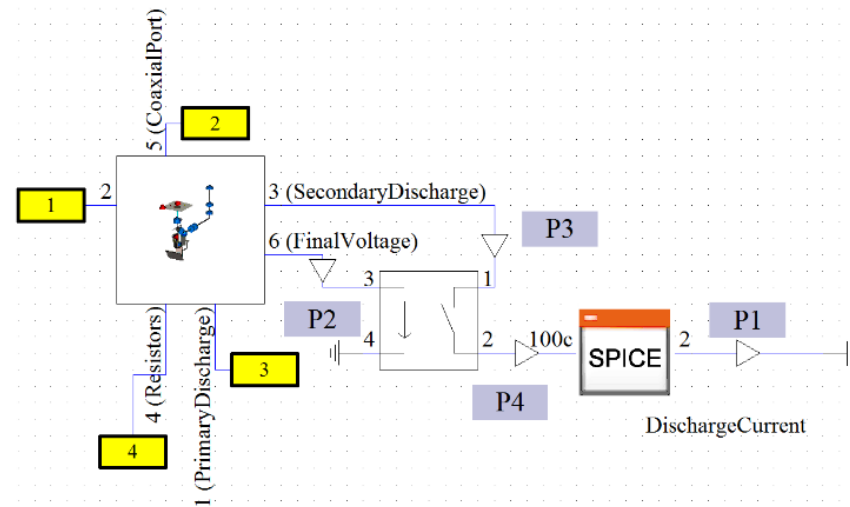 5 (CoaxialPort)
2
1
2
3 (SecondaryDischarge)
P3
6 (FinalVoltage)
3
1
P2
4
2
100c
SPICE
2
P1
P4
4 (Resistors)
1 (PrimaryDischarge)
3
4
DischargeCurrent